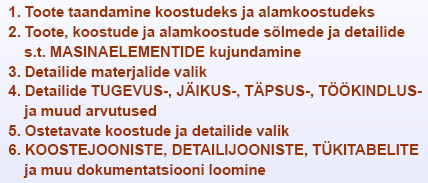 1. Toote taandamine koostudeks ja alamkoostudeks
2. Toote, koostude ja alamkoostude sõlmede ja detailide
s.t. MASINAELEMENTIDE kujundamine
3. Detailide materjalide valik
4. Detailide TUGEVUS-, JÄIKUS-, TÄPSUS-, TÖÖKINDLUS-
ja muud arvutused
5. Ostetavate koostude ja detailide valik
6. KOOSTEJOONISTE, DETAILIJOONISTE, TÜKITABELITE
ja muu dokumentatsiooni loomine